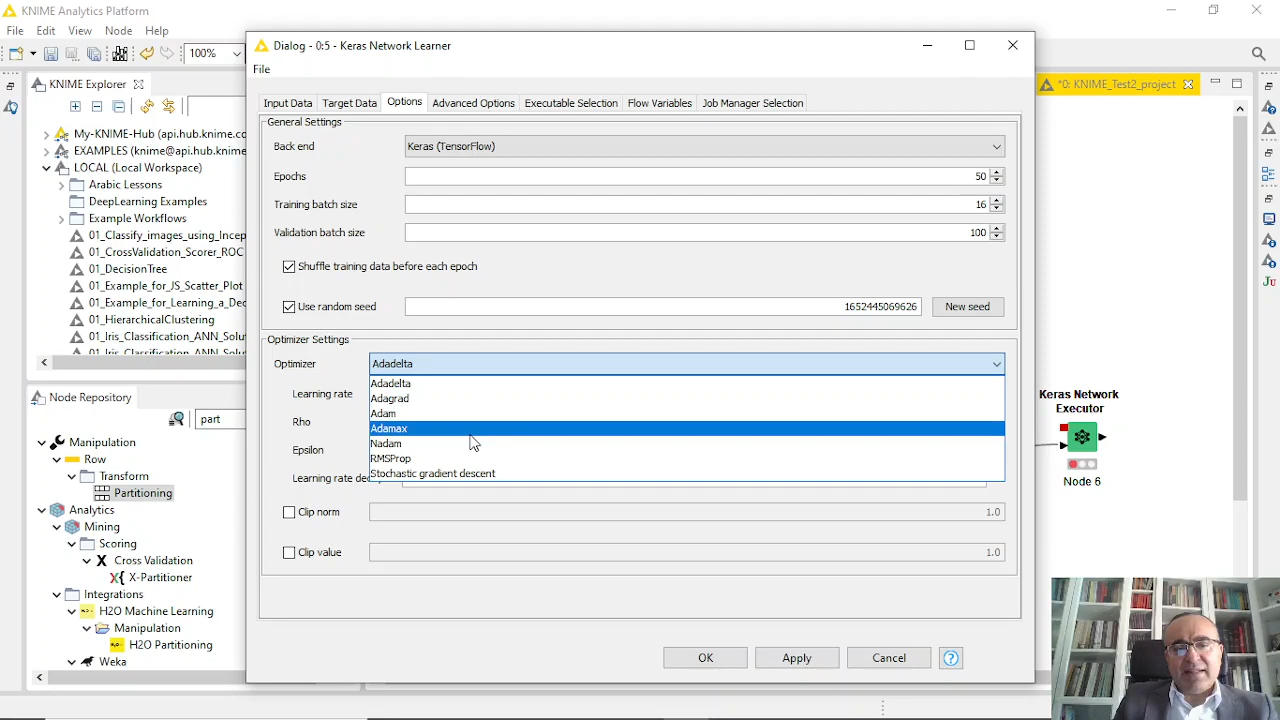 KNIME Analytics Platform
File Edit View Node Help
100%
KNIME Explorer
My-KNIME-Hub (api.hub.knime.co
EXAMPLES (knime@api.hub.knime
LOCAL (Local Workspace)
Arabic Lessons
DeepLearning Examples
Example Workflows
01_Classify_images_using_Incep
01_CrossValidation_Scorer_ROC
01_DecisionTree
01_Example_for_JS_Scatter_Plot
01_Example_for_Learning_a_De
01_HierarchicalClustering
01_Iris_Classification_ANN_Solu
01_Iris_Classification_ANN_Solut
Node Repository
part
Manipulation
Row
Transform
Partitioning
Analytics
Mining
Scoring
Cross Validation
X-Partitioner
Integrations
H2O Machine Learning
Manipulation
H2O Partitioning
Weka
Dialog - 0:5 - Keras Network Learner
File
Input Data Target Data Options Advanced Options Executable Selection Flow Variables Job Manager Selection
General Settings
Back end Keras (TensorFlow)
Epochs 50
Training batch size 16
Validation batch size 100
Shuffle training data before each epoch
Use random seed 1652445069626 New seed
Optimizer Settings
Optimizer Adadelta
Adadelta
Learning rate Adagrad
Adam
Rho Adamax
Nadam
Epsilon RMSProp
Learning rate dec Stochastic gradient descent
Clip norm 1.0
Clip value 1.0
OK Apply Cancel
*0: KNIME_Test2_project
Keras Network
Executor
Node 6
Ju